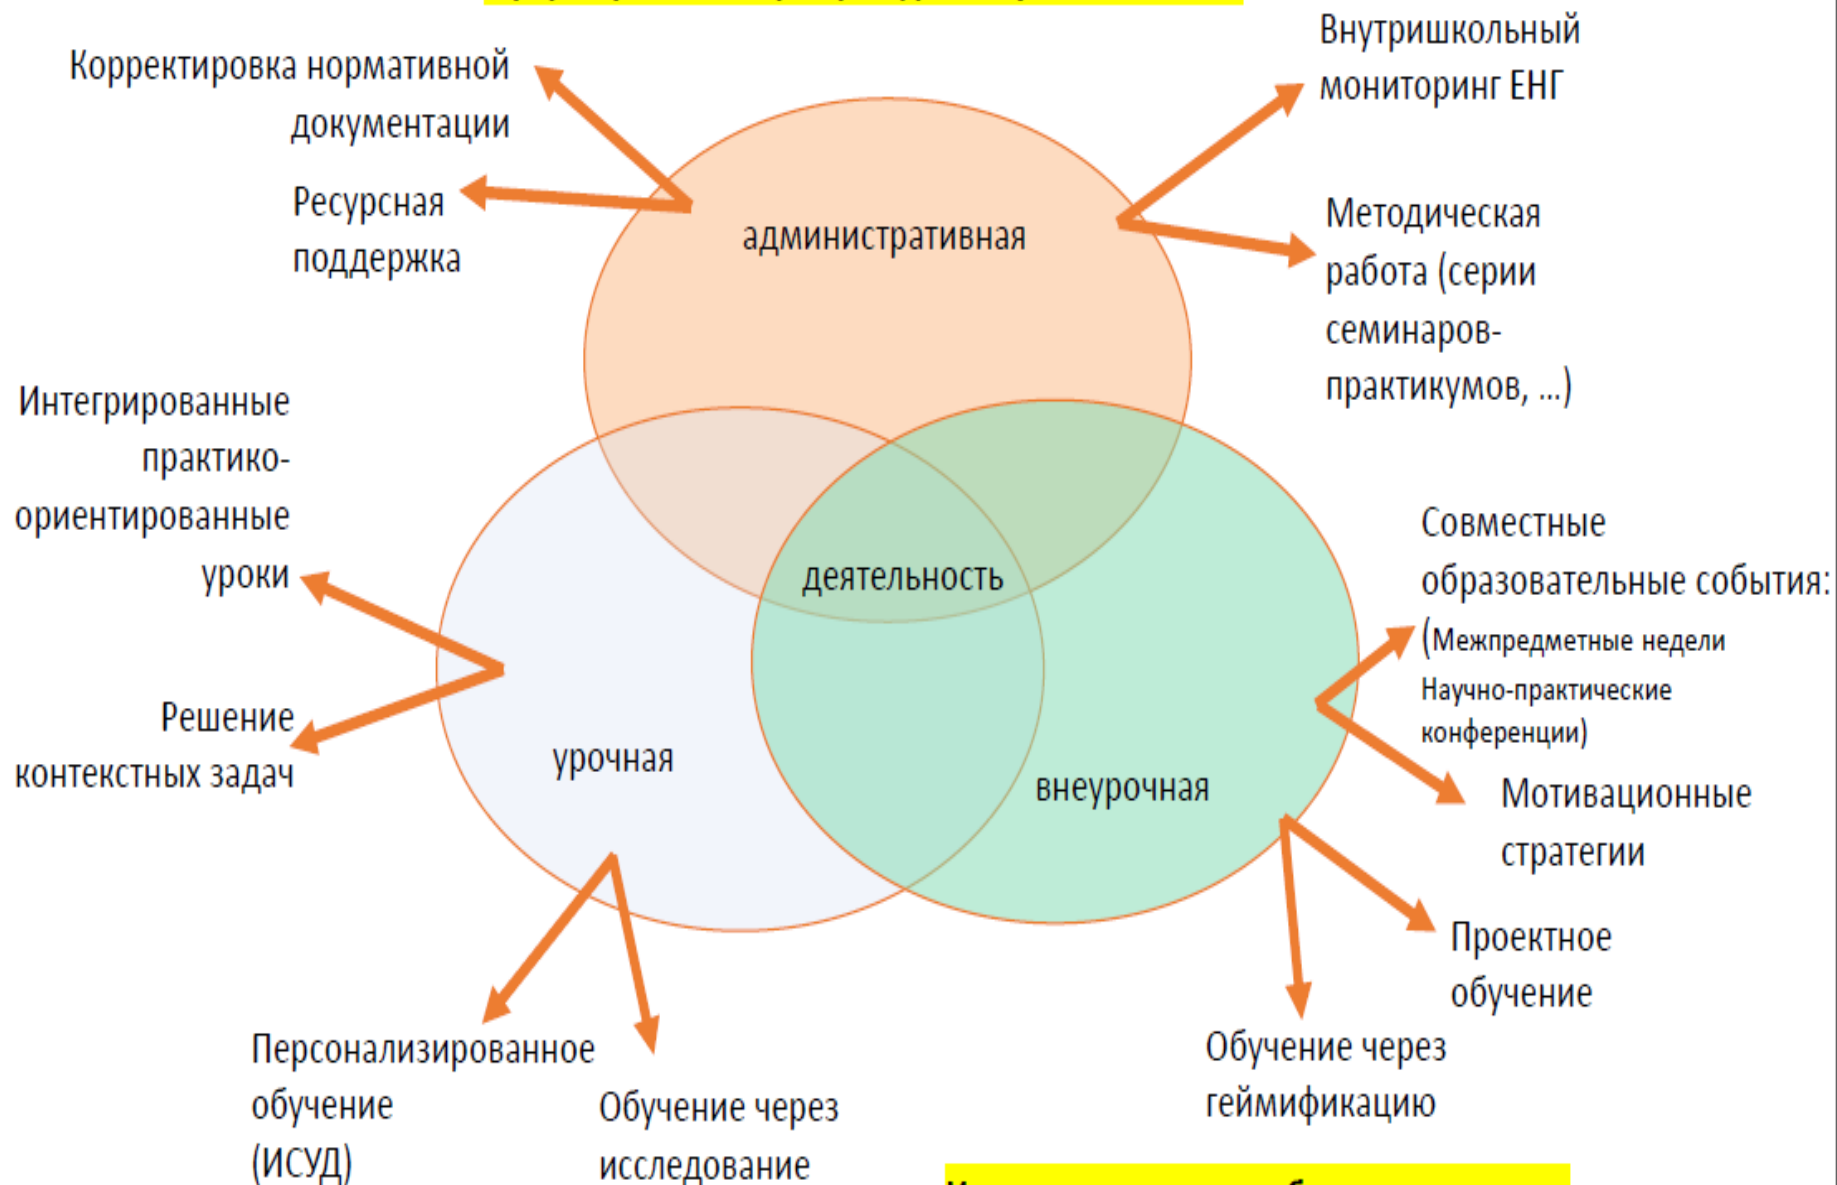 Корректировка нормативной
документации
Ресурсная
поддержка
Внутришкольный
мониторинг ЕНГ
Методическая
работа (серии
семинаров-
практикумов, ...)
административная
Интегрированные
практико-
ориентированные
уроки
Решение
контекстных задач
деятельность
урочная
внеурочная
Совместные
образовательные события:
(Межпредметные недели
Научно-практические
конференции)
Мотивационные
стратегии
Проектное
обучение
Обучение через
геймификацию
Персонализированное
обучение
(ИСУД)
Обучение через
исследование